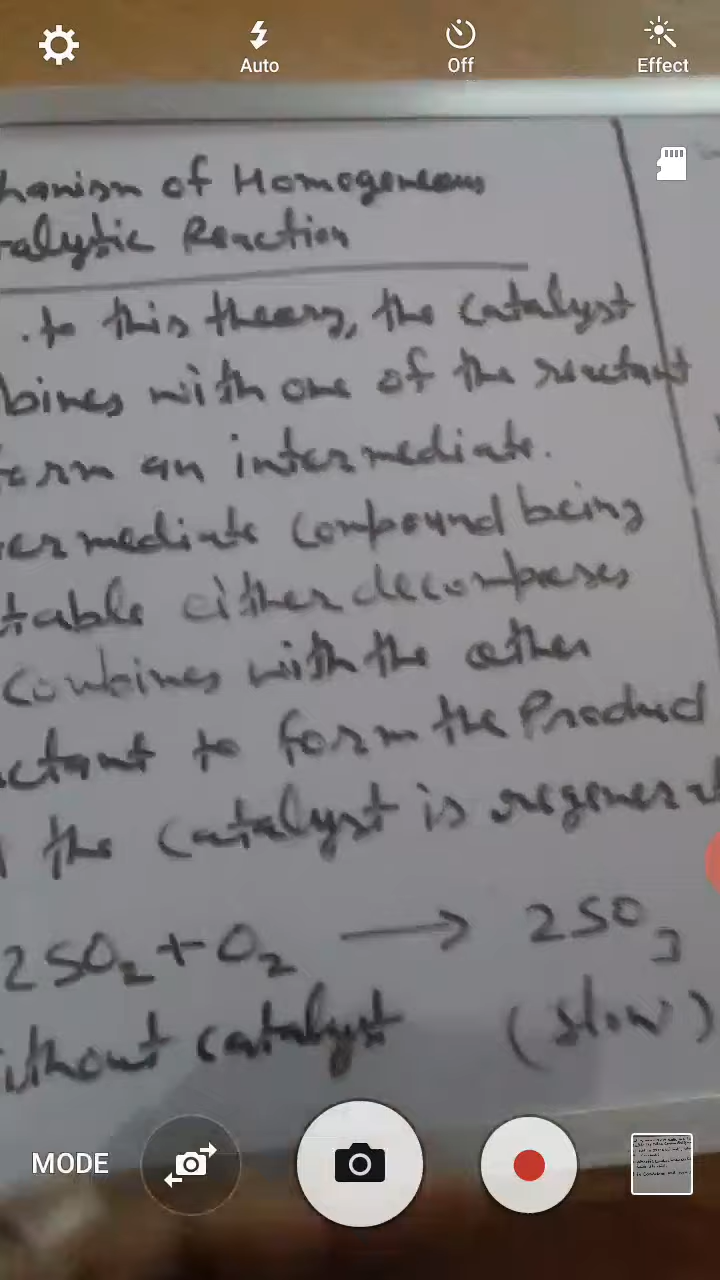 Auto
Off
Effect
hanism of Homogeneous
talytic Reaction
. to this theory, the catalyst
bines with one of the reactant
form an intermediate.
ermediate compound being
table either decomposes
combines with the other
ctant to form the Product
the catalyst is regenerat
2SO₂ + O₂ ⟶ 2SO₃
ithout catalyst (slow)
MODE